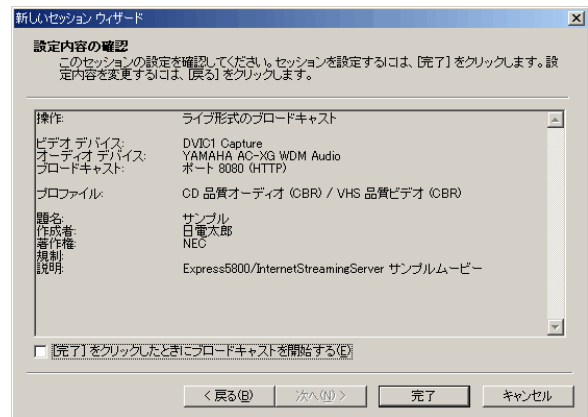 新しいセッション ウィザード
設定内容の確認
このセッションの設定を確認してください。セッションを設定するには、[完了] をクリックします。設
定内容を変更するには、[戻る] をクリックします。
操作: ライブ形式のブロードキャスト
ビデオ デバイス: DVIC1 Capture
オーディオ デバイス: YAMAHA AC-XG WDM Audio
ブロードキャスト: ポート 8080 (HTTP)
プロファイル: CD 品質オーディオ (CBR) / VHS 品質ビデオ (CBR)
題名: サンプル
作成者: 日電太郎
著作権: NEC
規制:
説明: Express5800/InternetStreamingServer サンプルムービー
[完了] をクリックしたときにブロードキャストを開始する(E)
< 戻る(B) 次へ(N) > 完了 キャンセル